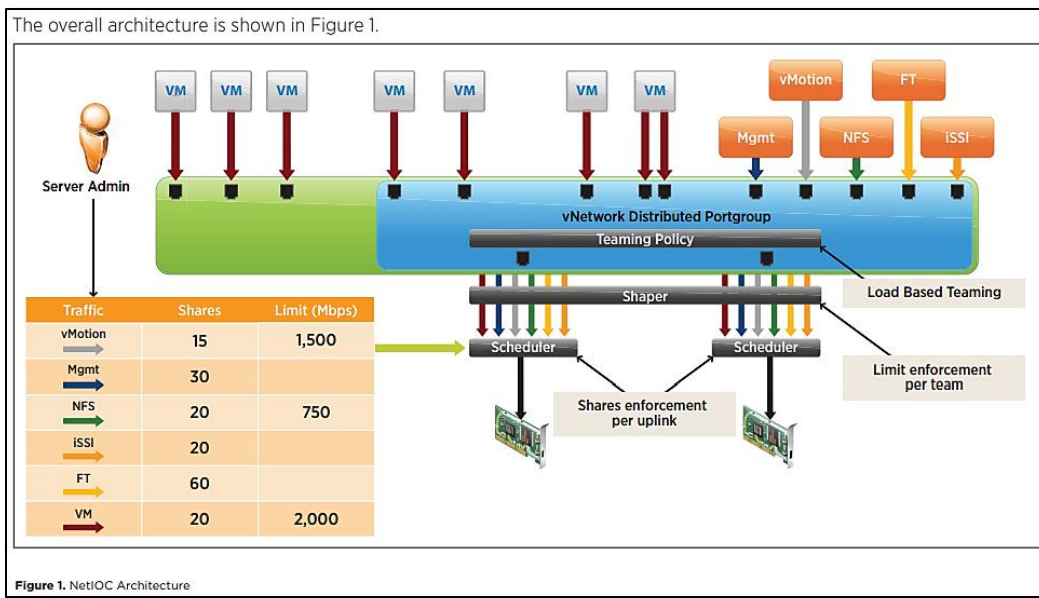 The overall architecture is shown in Figure 1.
VM VM VM VM VM VM VM
vMotion FT
Mgmt NFS iSSI
Server Admin
vNetwork Distributed Portgroup
Teaming Policy
Load Based Teaming
Shaper
Scheduler Scheduler
Limit enforcement
per team
Shares enforcement
per uplink
Traffic Shares Limit (Mbps)
vMotion 15 1,500
Mgmt 30
NFS 20 750
iSSI 20
FT 60
VM 20 2,000
Figure 1. NetIOC Architecture